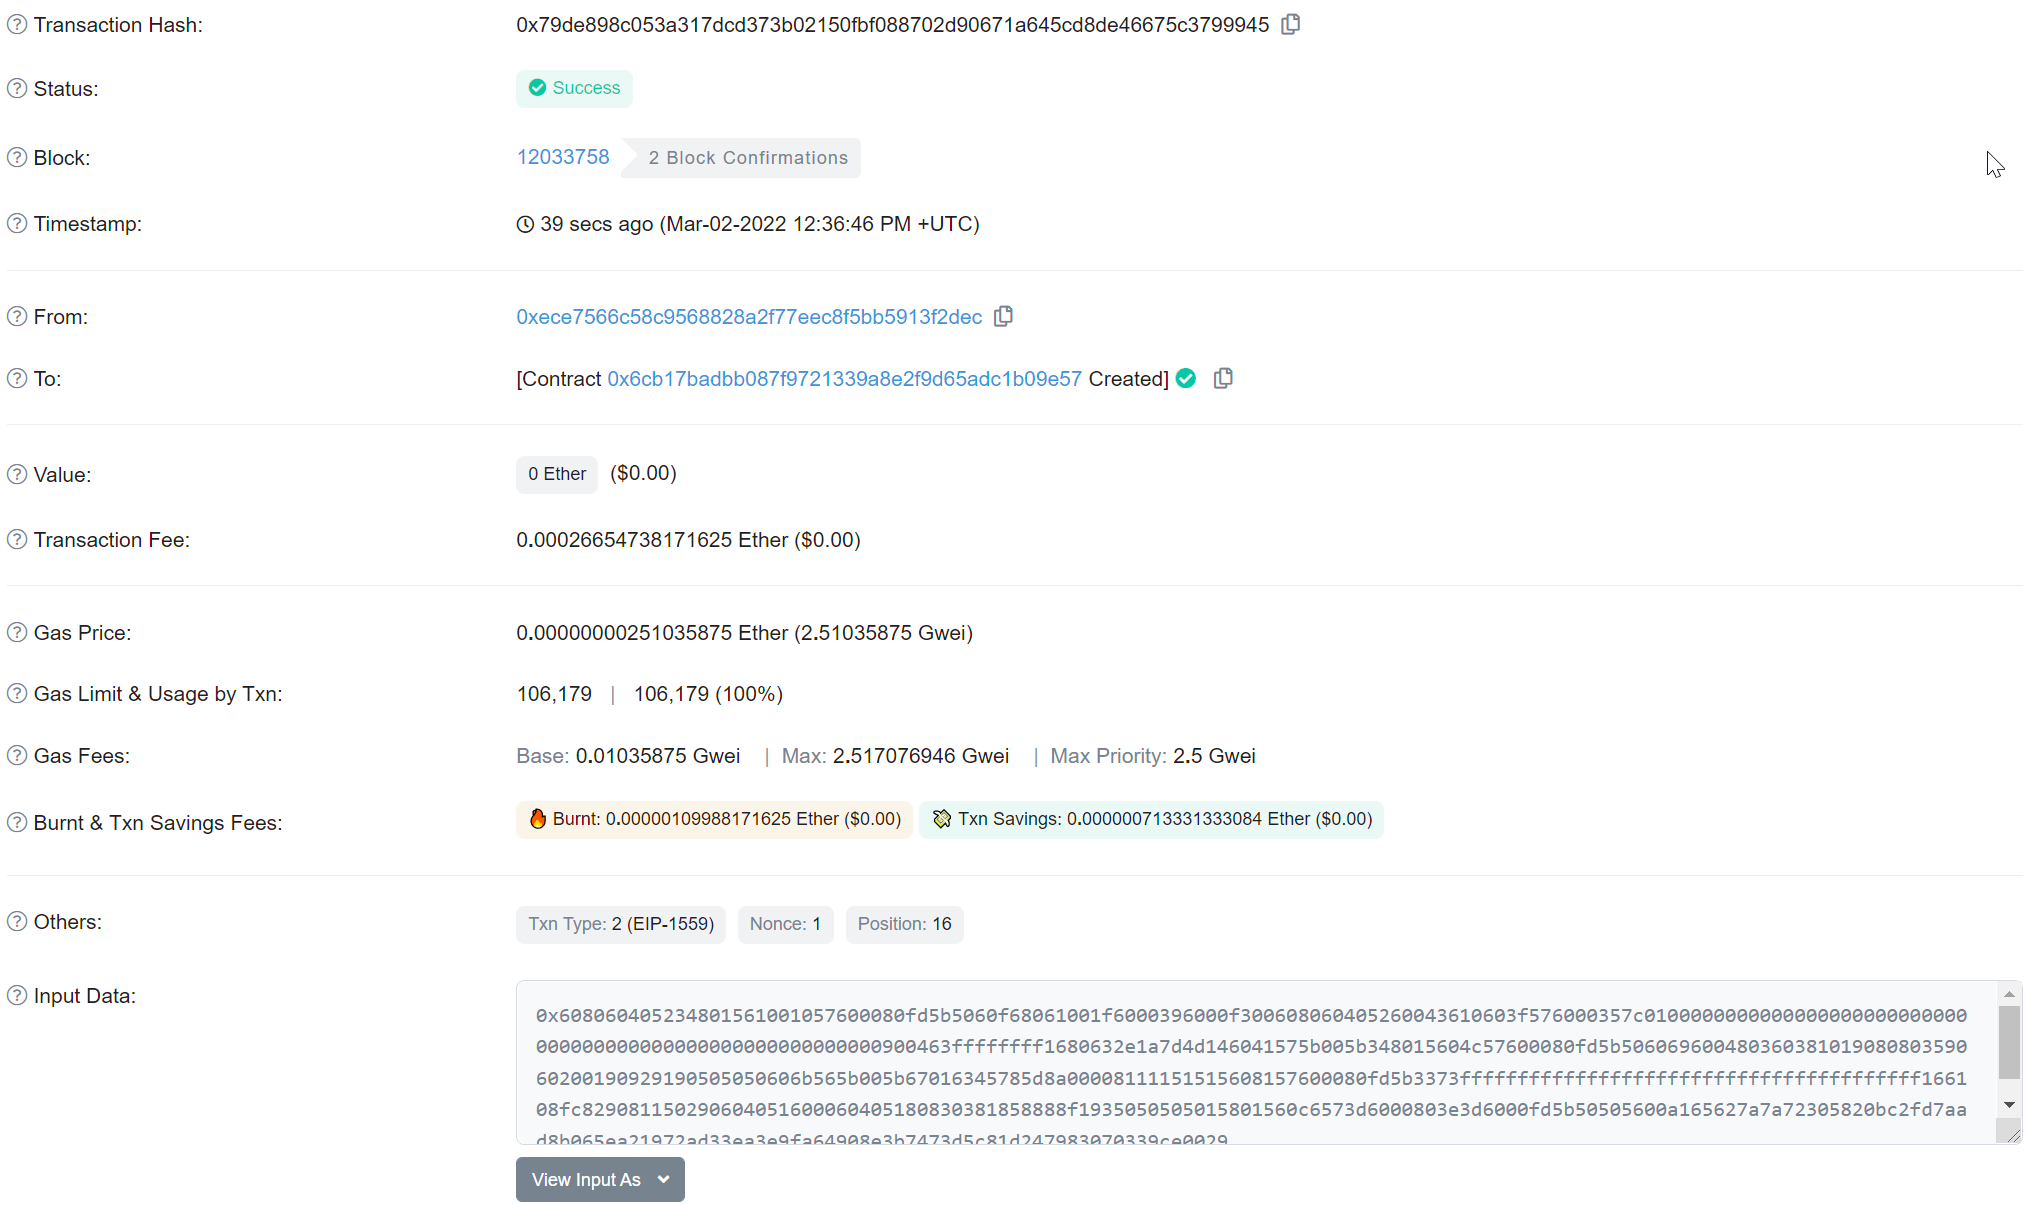 Transaction Hash: 0x79de898c053a317dcd373b02150fbf088702d90671a645cd8de46675c3799945
Status: Success
Block: 12033758 2 Block Confirmations
Timestamp: 39 secs ago (Mar-02-2022 12:36:46 PM +UTC)
From: 0xece7566c58c9568828a2f77eec8f5bb5913f2dec
To: [Contract 0x6cb17badbb087f9721339a8e2f9d65adc1b09e57 Created]
Value: 0 Ether ($0.00)
Transaction Fee: 0.00026654738171625 Ether ($0.00)
Gas Price: 0.00000000251035875 Ether (2.51035875 Gwei)
Gas Limit & Usage by Txn: 106,179 | 106,179 (100%)
Gas Fees: Base: 0.01035875 Gwei | Max: 2.517076946 Gwei | Max Priority: 2.5 Gwei
Burnt & Txn Savings Fees: Burnt: 0.00000109988171625 Ether ($0.00) Txn Savings: 0.000000713331333084 Ether ($0.00)
Others: Txn Type: 2 (EIP-1559) Nonce: 1 Position: 16
Input Data:
0x608060405234801561001057600080fd5b5060f68061001f6000396000f300608060405260043610603f576000357c0100000000000000000000000000
000000000000000000000000000000900463ffffffff1680632e1a7d4d146041575b005b348015604c57600080fd5b506069600480360381019080803590
602001909291905050506065b565b005b67016345785d8a00008111151515608157600080fd5b3373ffffffffffffffffffffffffffffffffffffffff1661
08fc829081150290604051600060405180830381858888f1935050505015801560c6573d6000803e3d6000fd5b50505600a165627a7a72305820bc2fd7aa
d8b065ea21972ad33ea3e9fa64908e3b7473d5c81d247983070339ce0029
View Input As